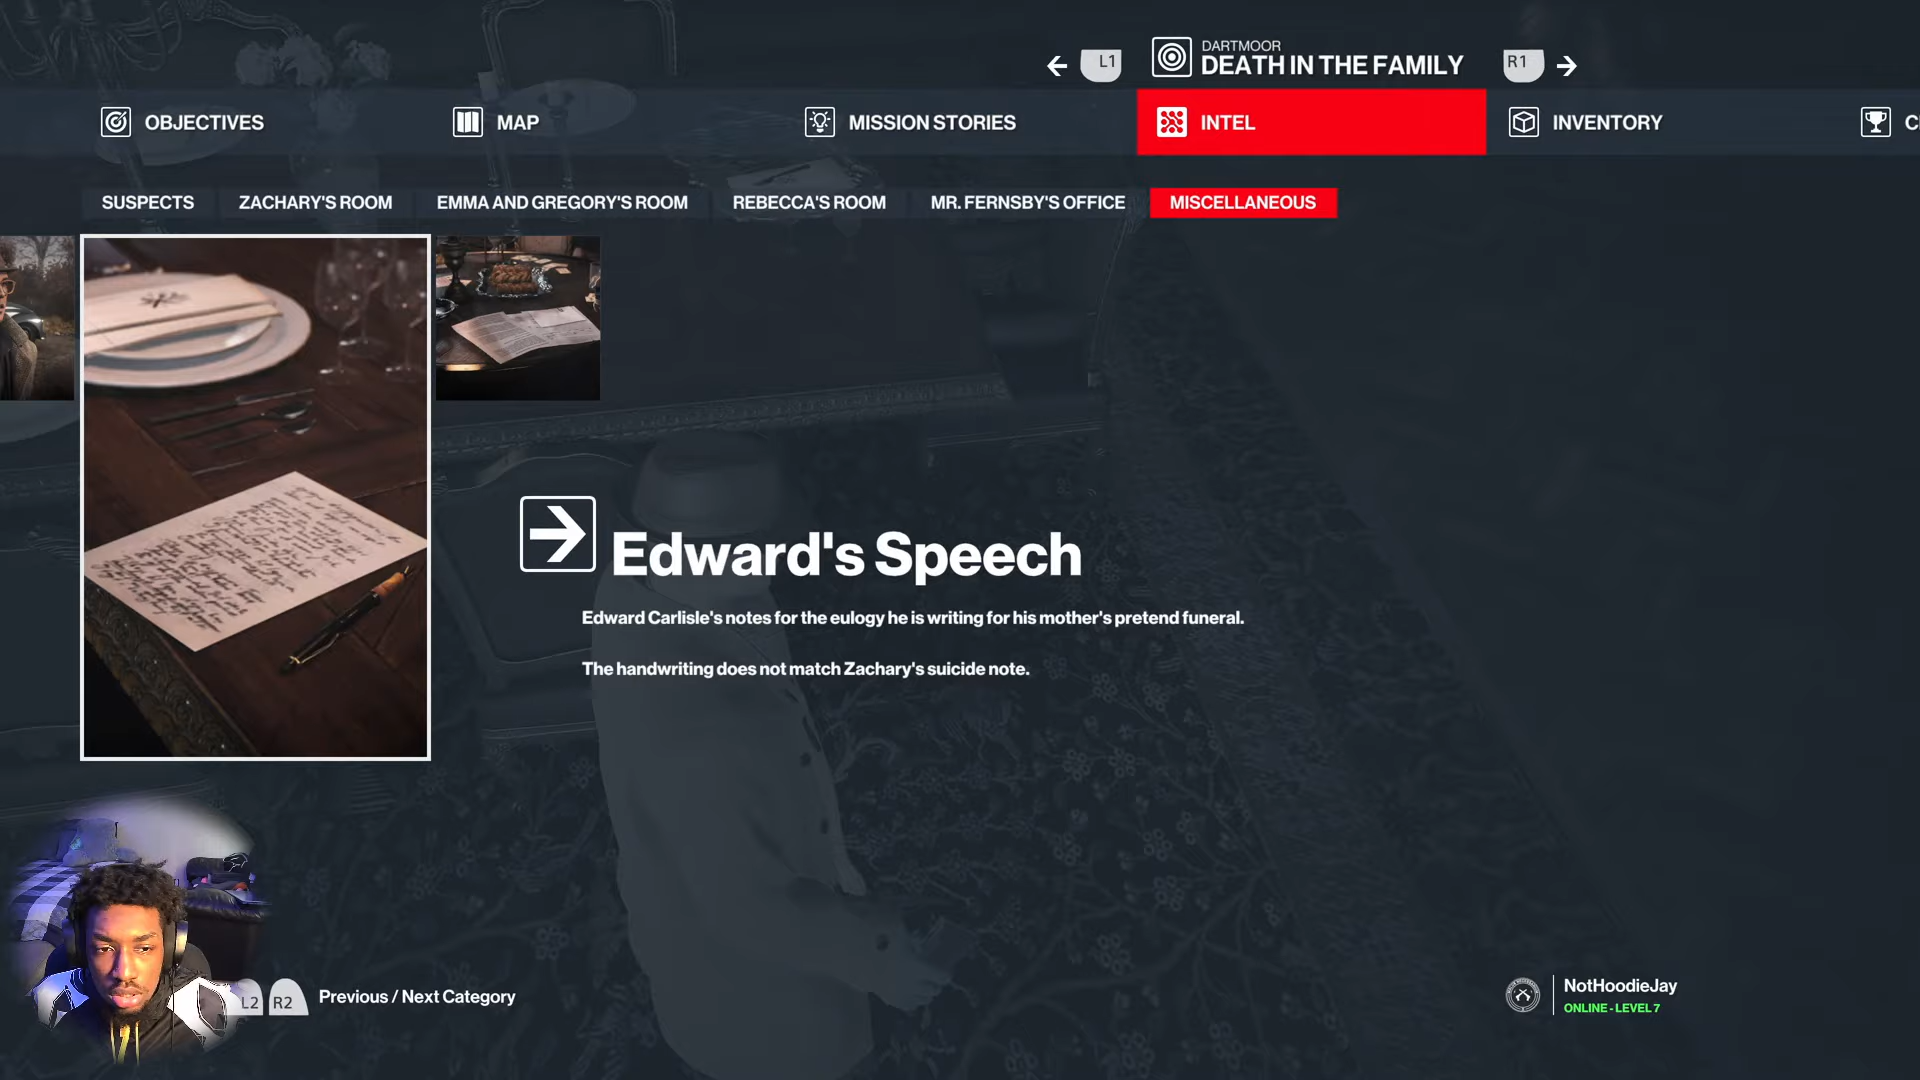 DARTMOOR
L1 DEATH IN THE FAMILY R1
OBJECTIVES MAP MISSION STORIES INTEL INVENTORY
SUSPECTS ZACHARY'S ROOM EMMA AND GREGORY'S ROOM REBECCA'S ROOM MR. FERNSBY'S OFFICE MISCELLANEOUS
Edward's Speech
Edward Carlisle's notes for the eulogy he is writing for his mother's pretend funeral.
The handwriting does not match Zachary's suicide note.
L2 R2 Previous / Next Category
NotHoodieJay
ONLINE - LEVEL 7